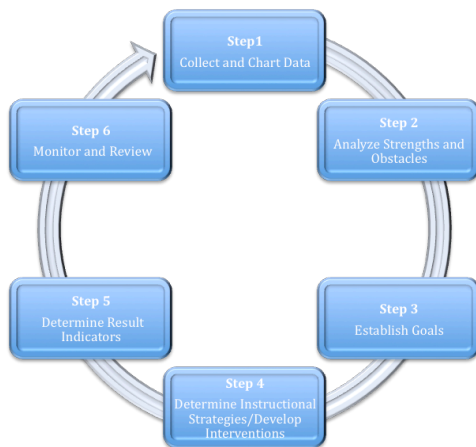 Step1
Collect and Chart Data
Step 2
Analyze Strengths and
Obstacles
Step 3
Establish Goals
Step 4
Determine Instructional
Strategies/Develop
Interventions
Step 5
Determine Result
Indicators
Step 6
Monitor and Review